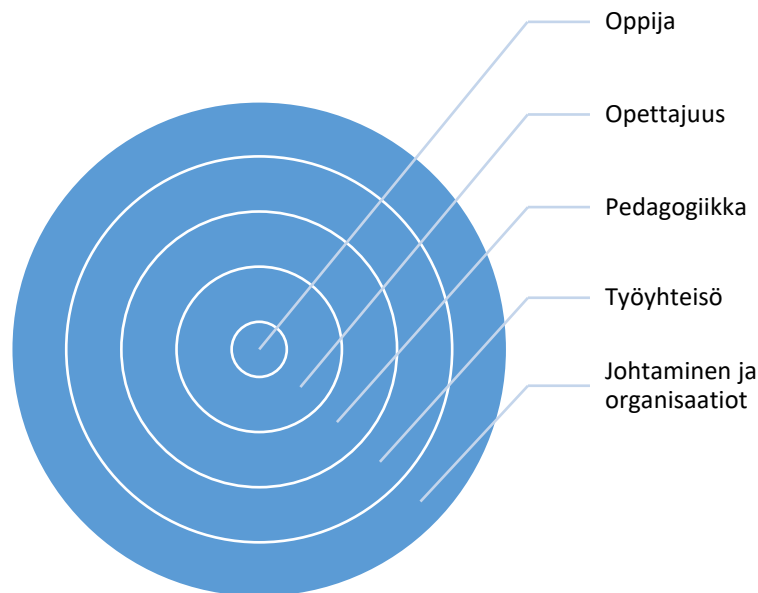 Oppija
Opettajuus
Pedagogiikka
Työyhteisö
Johtaminen ja
organisaatiot